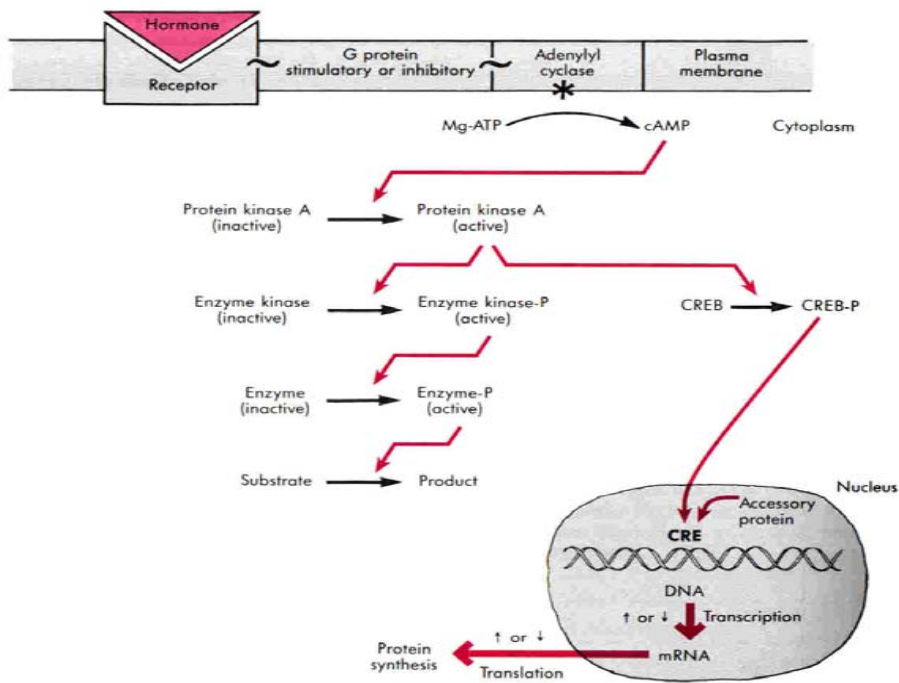 Hormone
Receptor
G protein
stimulatory or inhibitory
Adenylyl
cyclase
Plasma
membrane
*
Mg-ATP
cAMP
Cytoplasm
Protein kinase A
(inactive)
Protein kinase A
(active)
Enzyme kinase
(inactive)
Enzyme kinase-P
(active)
CREB
CREB-P
Enzyme
(inactive)
Enzyme-P
(active)
Substrate
Product
Nucleus
Accessory
protein
CRE
DNA
↑ or ↓
Transcription
mRNA
↑ or ↓
Translation
Protein
synthesis